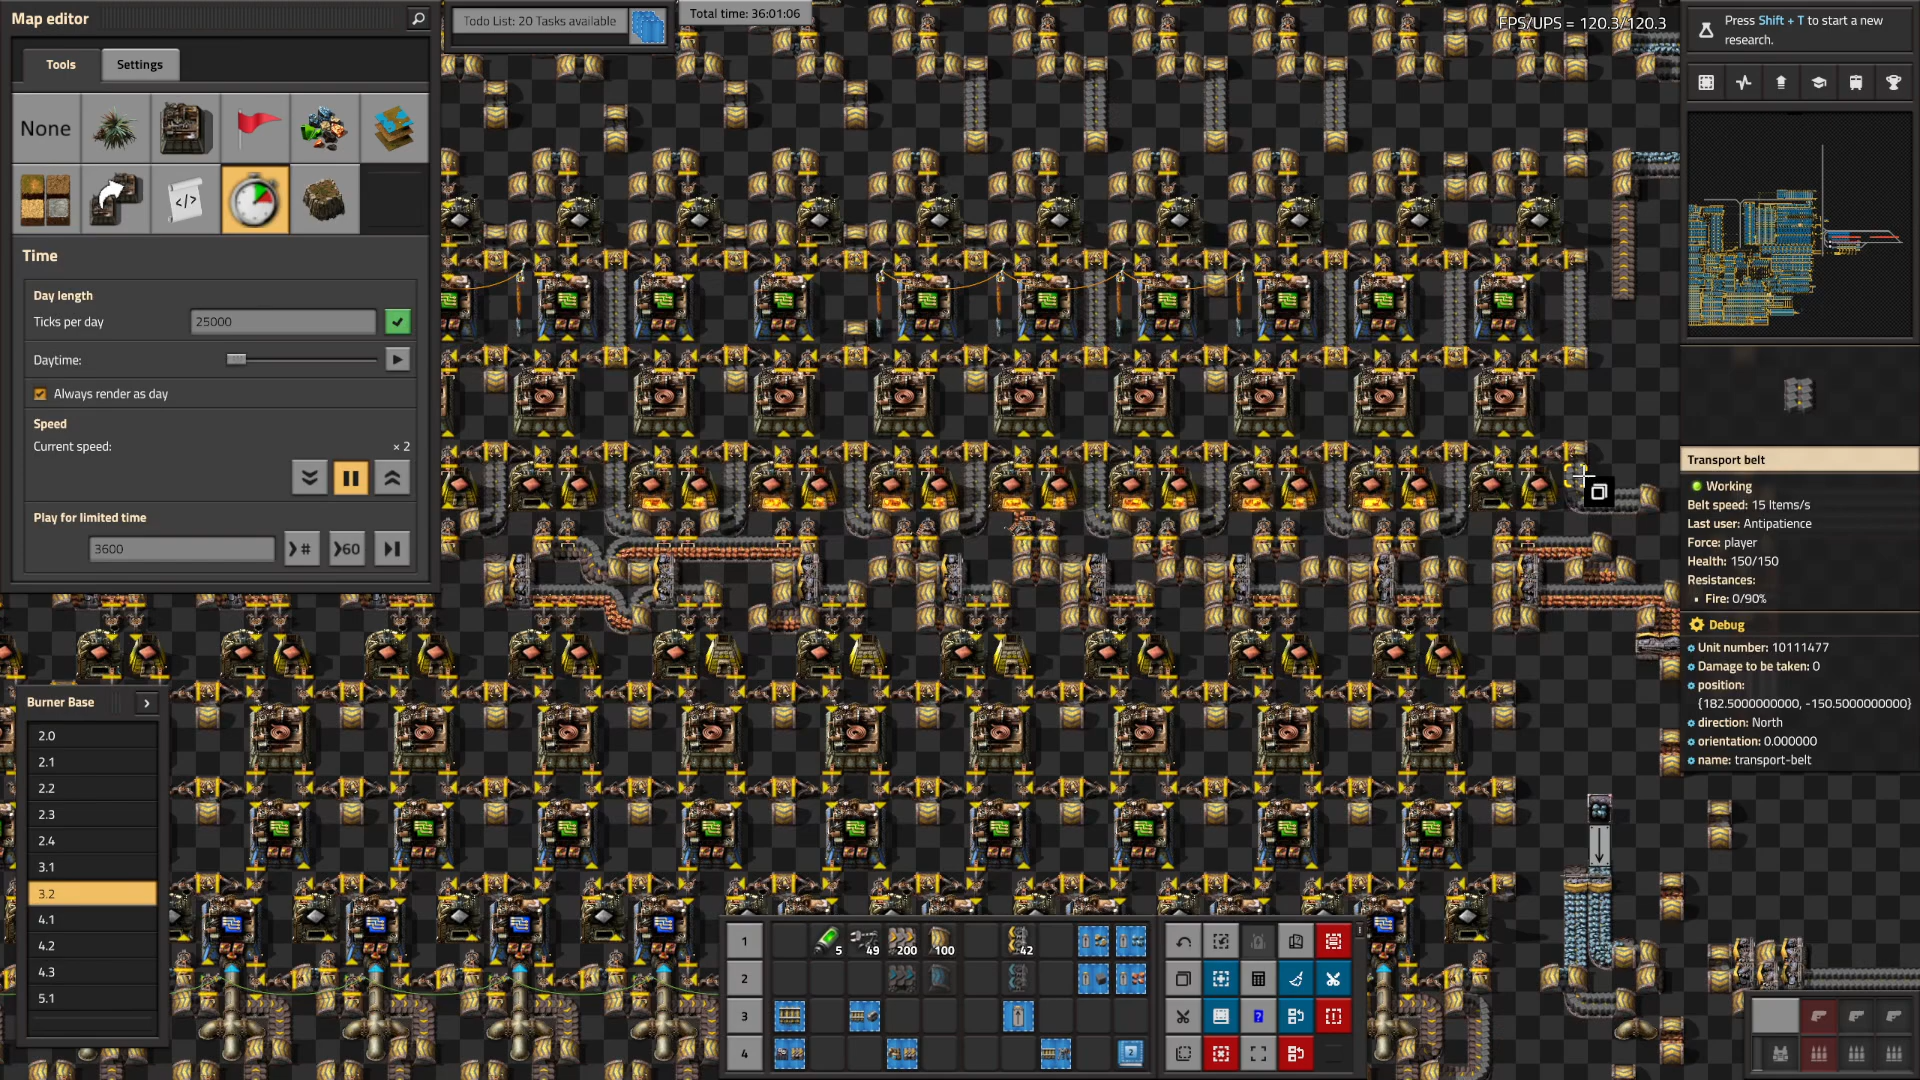 Map editor
Tools
Settings
None
</>
Time
Day length
Ticks per day
25000
Daytime:
Always render as day
Speed
Current speed:
× 2
Play for limited time
3600
#
60
Burner Base
2.0
2.1
2.2
2.3
2.4
3.1
3.2
4.1
4.2
4.3
5.1
Todo List: 20 Tasks available
Total time: 36:01:06
FPS/UPS = 120.3/120.3
Press Shift + T to start a new
research.
Transport belt
Working
Belt speed: 15 Items/s
Last user: Antipatience
Force: player
Health: 150/150
Resistances:
Fire: 0/90%
Debug
Unit number: 10111477
Damage to be taken: 0
position:
{182.5000000000, -150.5000000000}
direction: North
orientation: 0.000000
name: transport-belt
1
5
49
200
100
42
2
3
?
4
2